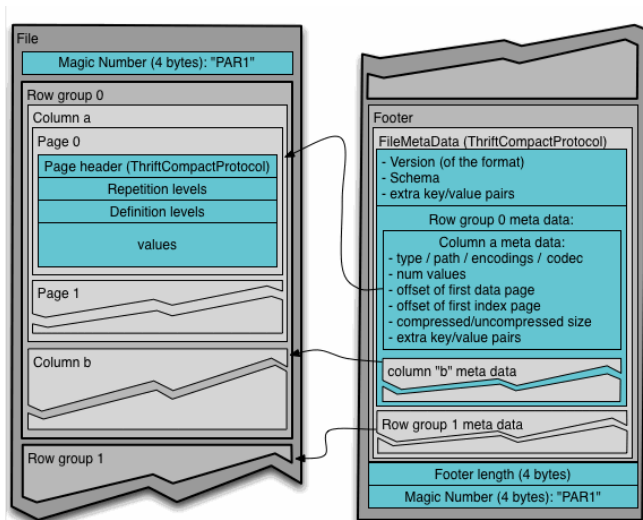 File
Magic Number (4 bytes): "PAR1"
Row group 0
Column a
Page 0
Page header (ThriftCompactProtocol)
Repetition levels
Definition levels
values
Page 1
Column b
Row group 1
Footer
FileMetaData (ThriftCompactProtocol)
- Version (of the format)
- Schema
- extra key/value pairs
Row group 0 meta data:
Column a meta data:
- type / path / encodings / codec
- num values
- offset of first data page
- offset of first index page
- compressed/uncompressed size
- extra key/value pairs
column "b" meta data
Row group 1 meta data
Footer length (4 bytes)
Magic Number (4 bytes): "PAR1"